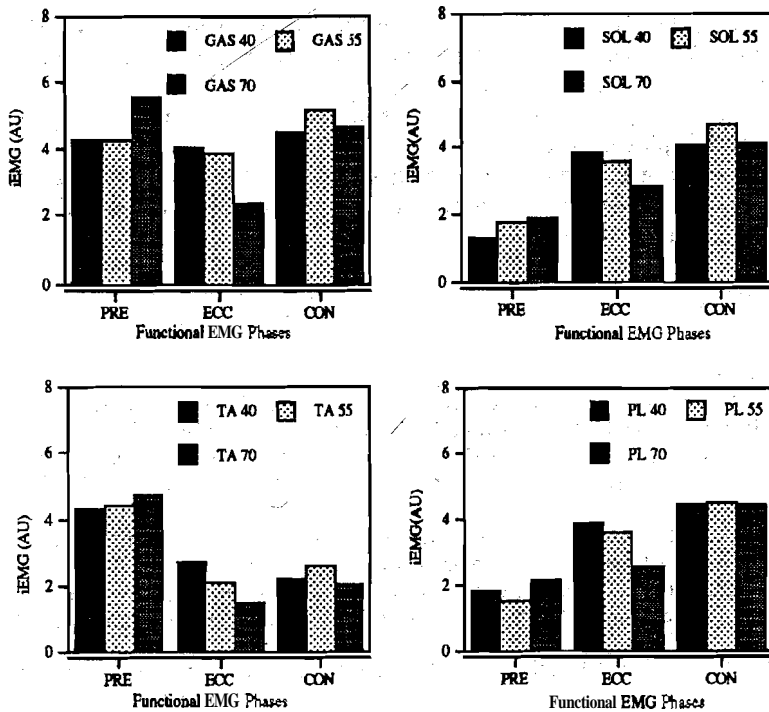 GAS 40 GAS 55
GAS 70
iEMG (AU)
8
6
4
2
0
PRE ECC CON
Functional EMG Phases
SOL 40 SOL 55
SOL 70
iEMG(AU)
8
6
4
2
0
PRE ECC CON
Functional EMG Phases
TA 40 TA 55
TA 70
iEMG (AU)
8
6
4
2
0
PRE ECC CON
Functional EMG Phases
PL 40 PL 55
PL 70
iEMG(AU)
8
6
4
2
0
PRE ECC CON
Functional EMG Phases